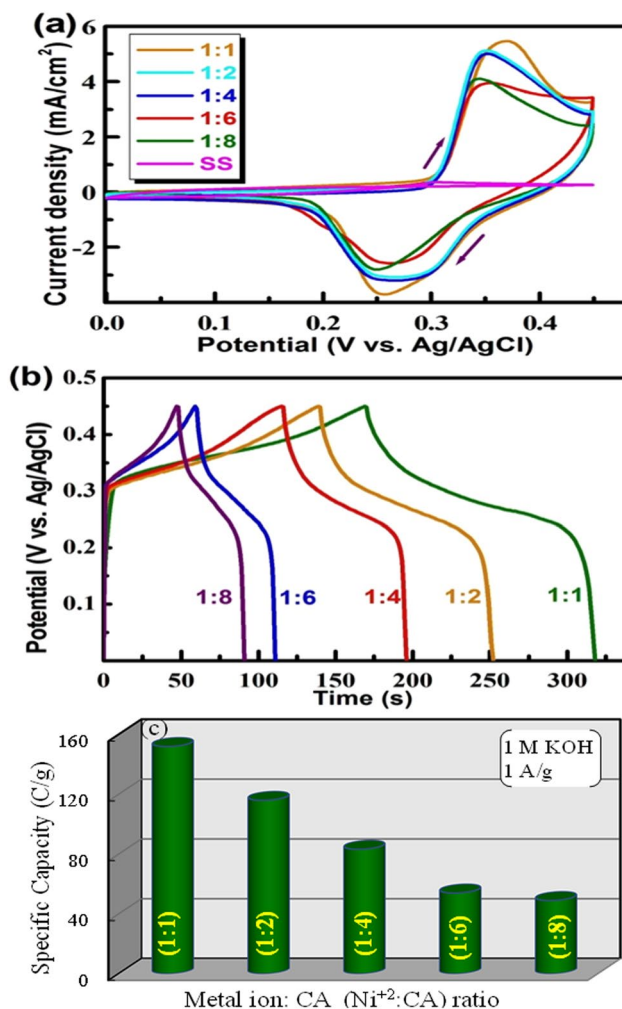 (a)
6
4
2
0
-2
Current density (mA/cm²)
1:1
1:2
1:4
1:6
1:8
SS
0.0 0.1 0.2 0.3 0.4
Potential (V vs. Ag/AgCl)
(b)
0.5
0.4
0.3
0.2
0.1
Potential (V vs. Ag/AgCl)
1:8 1:6 1:4 1:2 1:1
0 50 100 150 200 250 300
Time (s)
(c)
160
120
80
40
0
Specific Capacity (C/g)
1 M KOH
1 A/g
(1:1) (1:2) (1:4) (1:6) (1:8)
Metal ion: CA (Ni⁺²:CA) ratio